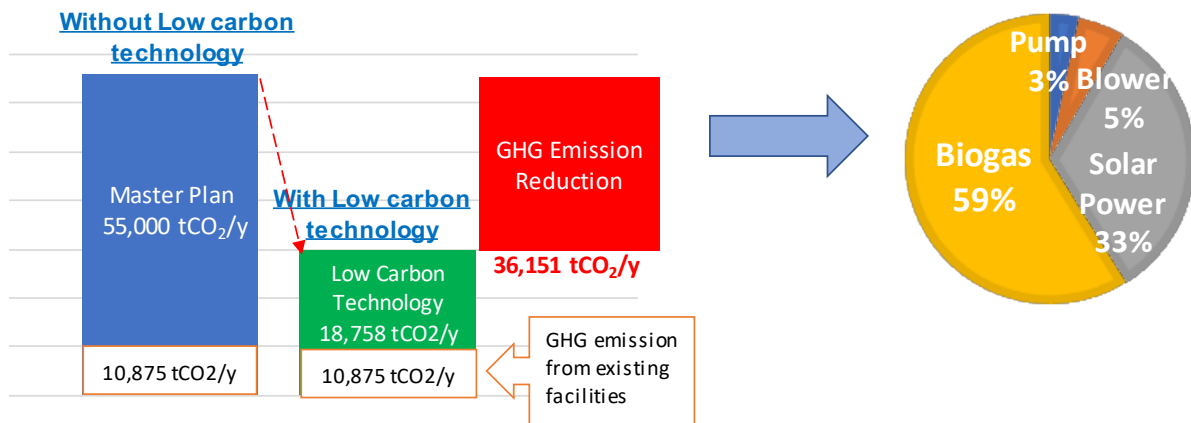 Without Low carbon
technology
Master Plan
55,000 tCO₂/y
10,875 tCO2/y
With Low carbon
technology
Low Carbon
Technology
18,758 tCO2/y
10,875 tCO2/y
GHG Emission
Reduction
36,151 tCO₂/y
GHG emission
from existing
facilities
Pump
3%
Blower
5%
Solar
Power
33%
Biogas
59%